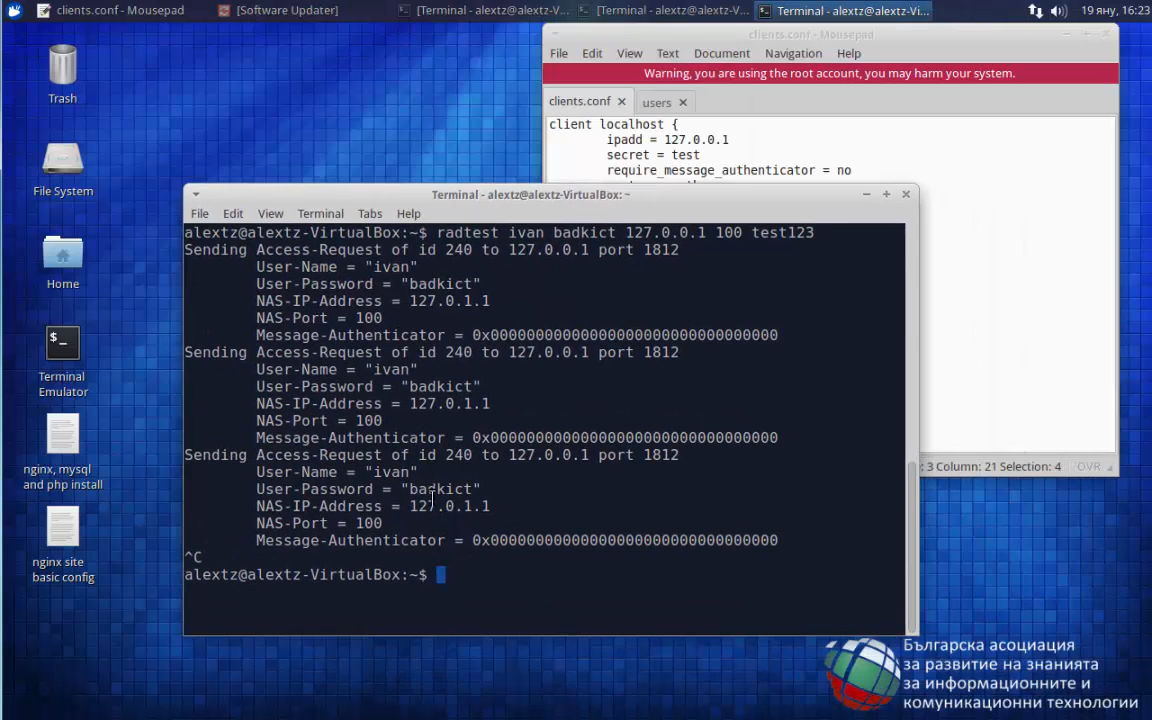 clients.conf - Mousepad
[Software Updater]
[Terminal - alextz@alextz-V...
[Terminal - alextz@alextz-V...
Terminal - alextz@alextz-Vi...
19 яну, 16:23
Trash
File System
Home
Terminal
Emulator
nginx, mysql
and php install
nginx site
basic config
clients.conf - Mousepad
File Edit View Text Document Navigation Help
Warning, you are using the root account, you may harm your system.
clients.conf
users
client localhost {
ipadd = 127.0.0.1
secret = test
require_message_authenticator = no
: 3 Column: 21 Selection: 4 OVR
Terminal - alextz@alextz-VirtualBox: ~
File Edit View Terminal Tabs Help
alextz@alextz-VirtualBox:~$ radtest ivan badkict 127.0.0.1 100 test123
Sending Access-Request of id 240 to 127.0.0.1 port 1812
User-Name = "ivan"
User-Password = "badkict"
NAS-IP-Address = 127.0.1.1
NAS-Port = 100
Message-Authenticator = 0x00000000000000000000000000000000
Sending Access-Request of id 240 to 127.0.0.1 port 1812
User-Name = "ivan"
User-Password = "badkict"
NAS-IP-Address = 127.0.1.1
NAS-Port = 100
Message-Authenticator = 0x00000000000000000000000000000000
Sending Access-Request of id 240 to 127.0.0.1 port 1812
User-Name = "ivan"
User-Password = "badkict"
NAS-IP-Address = 127.0.1.1
NAS-Port = 100
Message-Authenticator = 0x00000000000000000000000000000000
^C
alextz@alextz-VirtualBox:~$
Българска асоциация
за развитие на знанията
за информационните и
комуникационни технологии